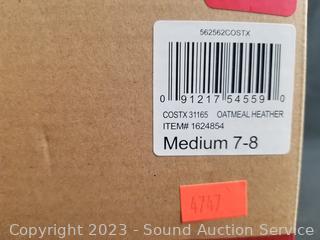 562562COSTX
0 91217 54559 0
COSTX 31165 OATMEAL HEATHER
ITEM# 1624854
Medium 7-8
4747
Copyright 2023 - Sound Auction Service